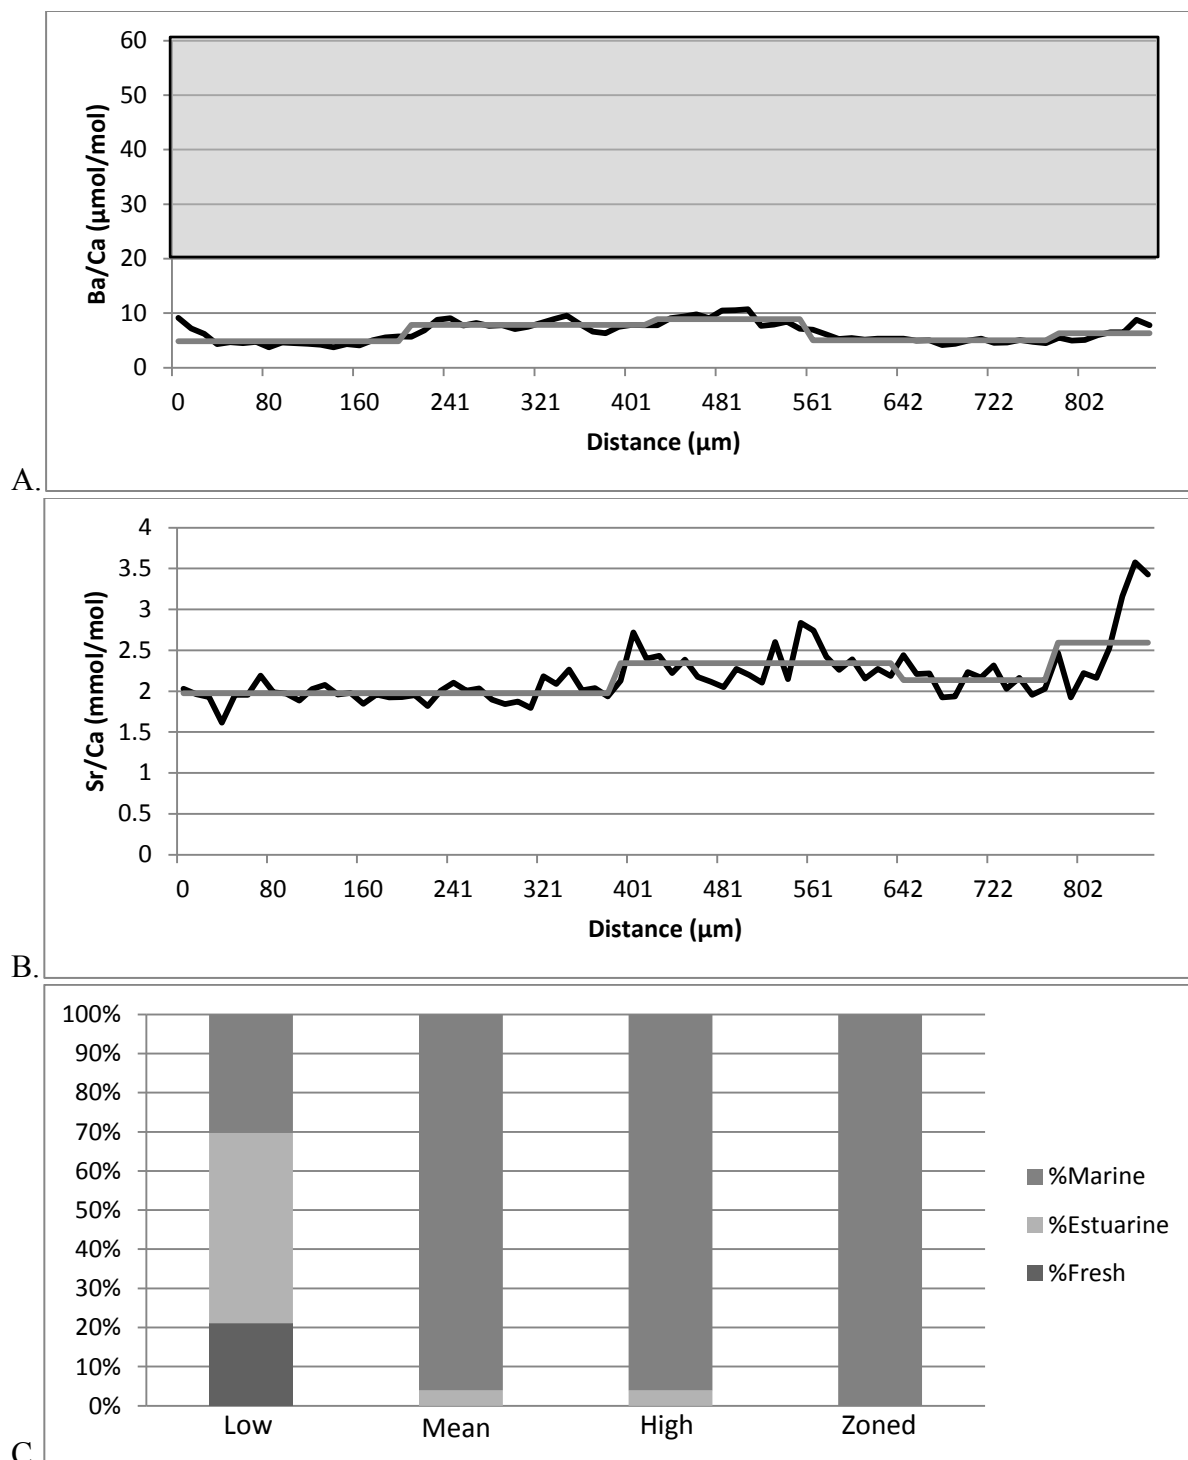 60
50
40
30
20
10
0
Ba/Ca (µmol/mol)
0 80 160 241 321 401 481 561 642 722 802
Distance (µm)
A.
4
3.5
3
2.5
2
1.5
1
0.5
0
Sr/Ca (mmol/mol)
0 80 160 241 321 401 481 561 642 722 802
Distance (µm)
B.
100%
90%
80%
70%
60%
50%
40%
30%
20%
10%
0%
Low Mean High Zoned
%Marine
%Estuarine
%Fresh
C